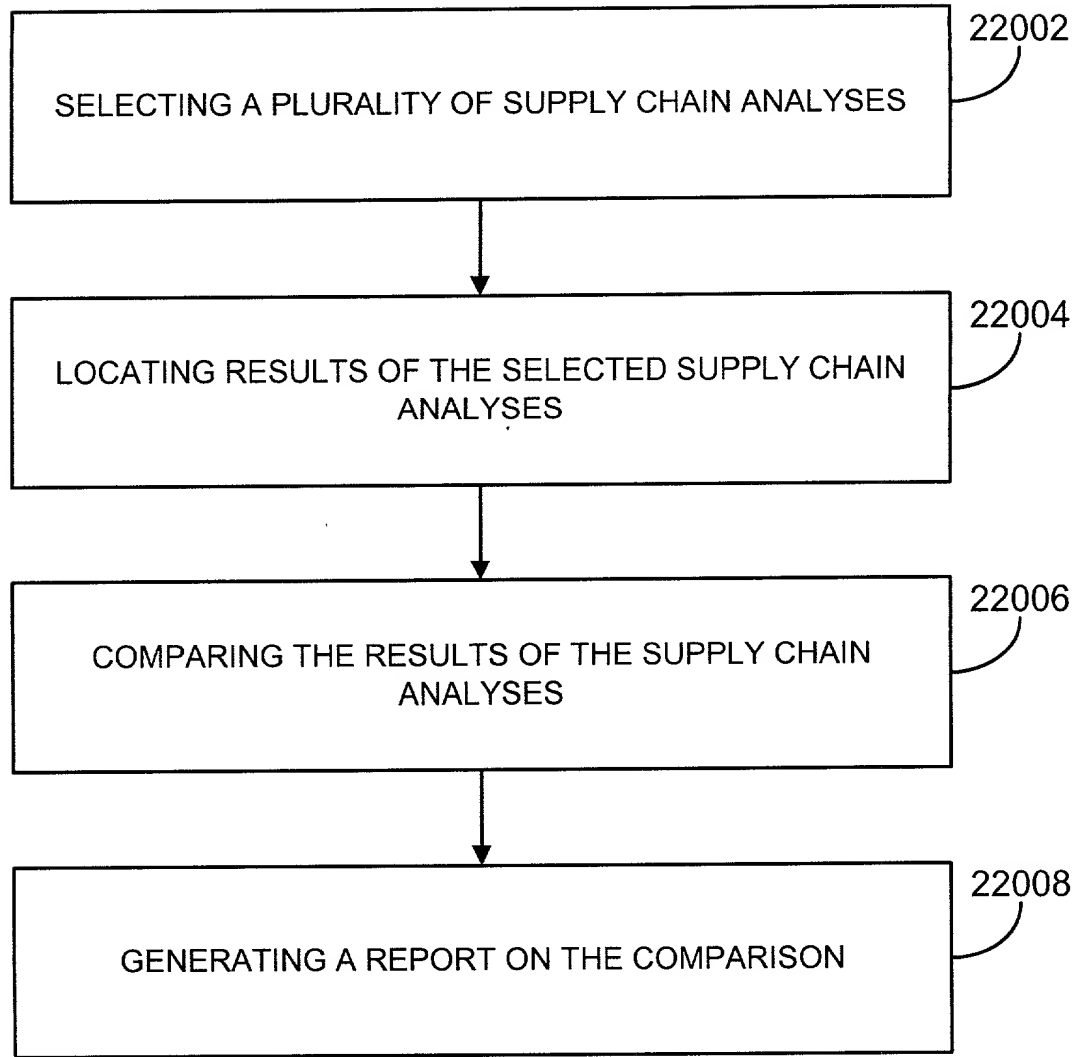 22002
SELECTING A PLURALITY OF SUPPLY CHAIN ANALYSES
22004
LOCATING RESULTS OF THE SELECTED SUPPLY CHAIN
ANALYSES
22006
COMPARING THE RESULTS OF THE SUPPLY CHAIN
ANALYSES
22008
GENERATING A REPORT ON THE COMPARISON